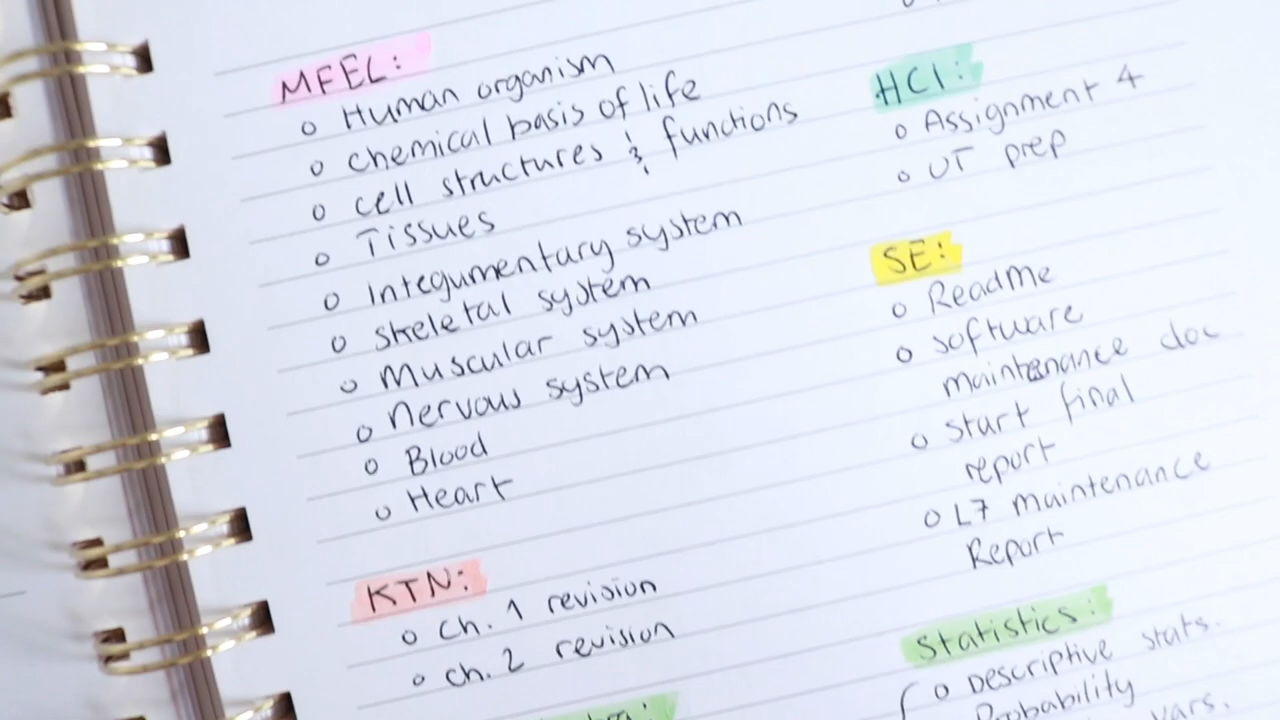 MFEL:
o Human organism
o chemical basis of life
o cell structures & functions
o Tissues
o Integumentary system
o skeletal system
o Muscular system
o nervous system
o Blood
o Heart
KTN:
o Ch. 1 revision
o ch. 2 revision
HCI:
o Assignment 4
o UT prep
SE:
o ReadMe
o software
maintenance doc
o start final
report
o L7 maintenance
Report
Statistics:
o Descriptive stats.
Probability
vars.